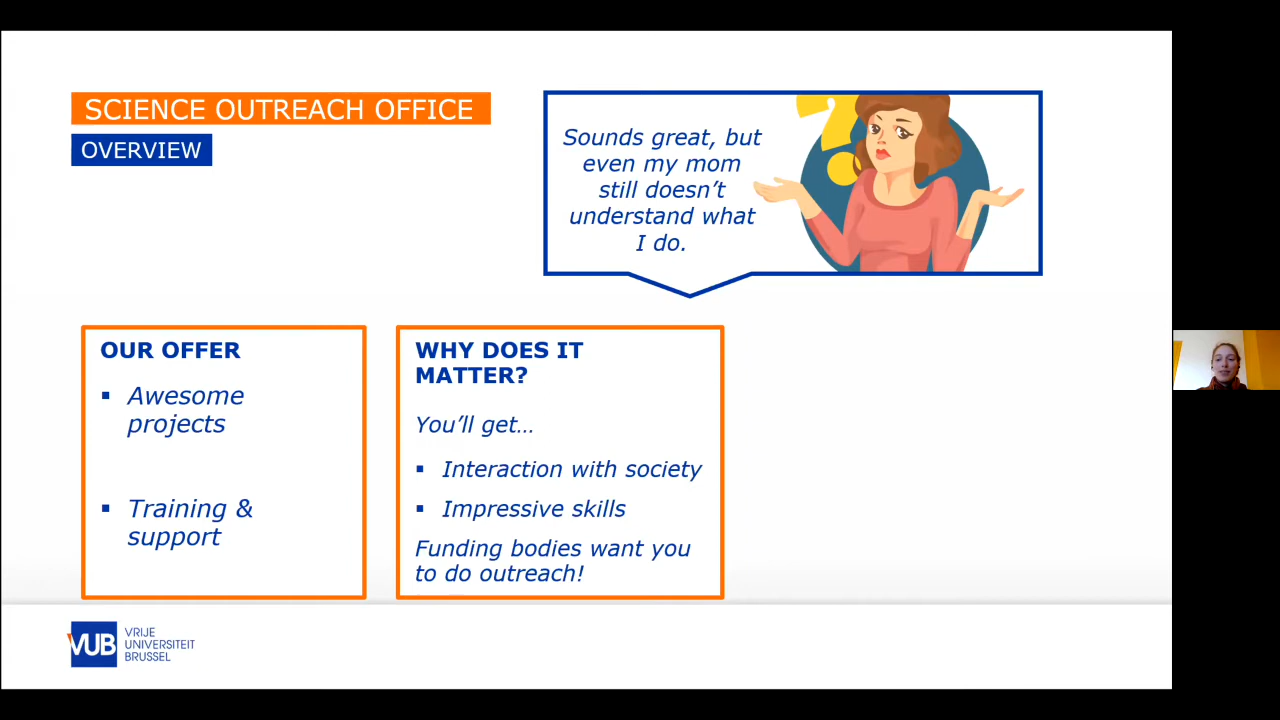 SCIENCE OUTREACH OFFICE
OVERVIEW
Sounds great, but
even my mom
still doesn't
understand what
I do.
?
OUR OFFER
▪ Awesome
projects
▪ Training &
support
WHY DOES IT
MATTER?
You'll get…
▪ Interaction with society
▪ Impressive skills
Funding bodies want you
to do outreach!
VUB
VRIJE
UNIVERSITEIT
BRUSSEL